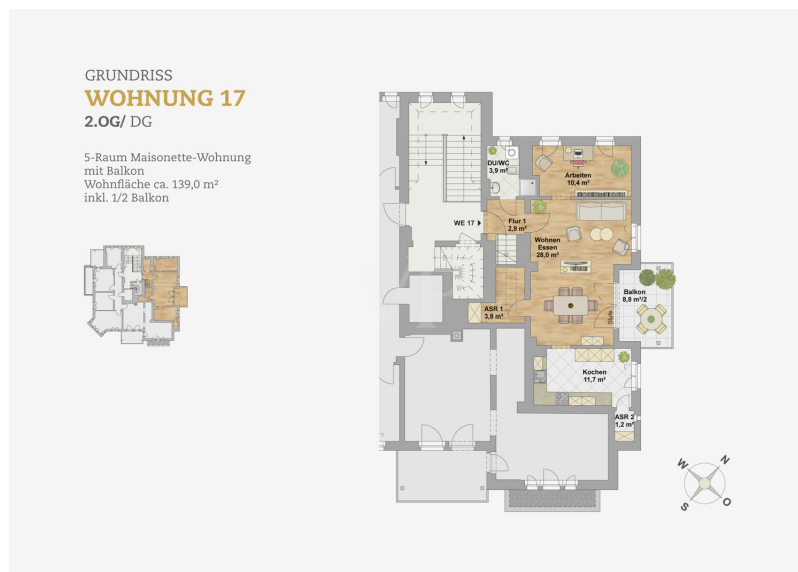 GRUNDRISS
WOHNUNG 17
2.OG/ DG
5-Raum Maisonette-Wohnung
mit Balkon
Wohnfläche ca. 139,0 m²
inkl. 1/2 Balkon
DU/WC
3,9 m²
Arbeiten
10,4 m²
WE 17
Flur 1
2,9 m²
Wohnen
Essen
28,0 m²
Balkon
8,8 m²/2
ASR 1
3,8 m²
Stufe
Kochen
11,7 m²
ASR 2
1,2 m²
W
N
S
O